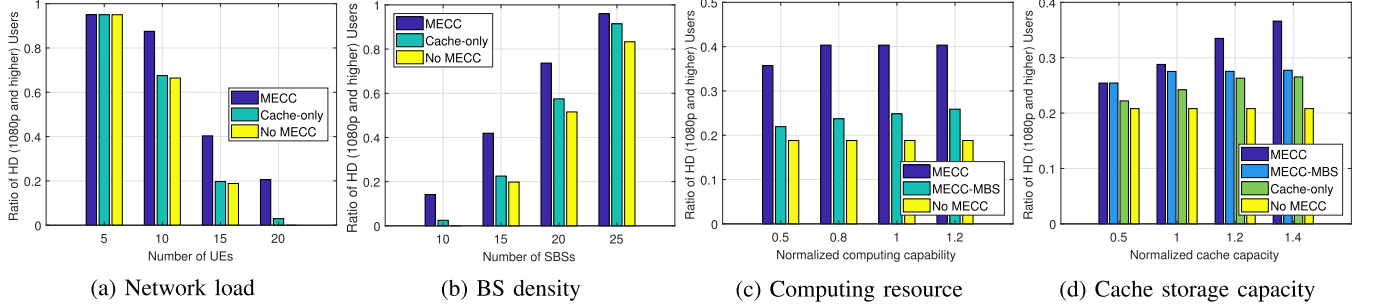 Ratio of HD (1080p and higher) Users
1
0.8
0.6
0.4
0.2
0
MECC
Cache-only
No MECC
5 10 15 20
Number of UEs
(a) Network load
Ratio of HD (1080p and higher) Users
1
0.8
0.6
0.4
0.2
0
MECC
Cache-only
No MECC
10 15 20 25
Number of SBSs
(b) BS density
Ratio of HD (1080p and higher) Users
0.5
0.4
0.3
0.2
0.1
0
MECC
MECC-MBS
No MECC
0.5 0.8 1 1.2
Normalized computing capability
(c) Computing resource
Ratio of HD (1080p and higher) Users
0.4
0.3
0.2
0.1
0
MECC
MECC-MBS
Cache-only
No MECC
0.5 1 1.2 1.4
Normalized cache capacity
(d) Cache storage capacity